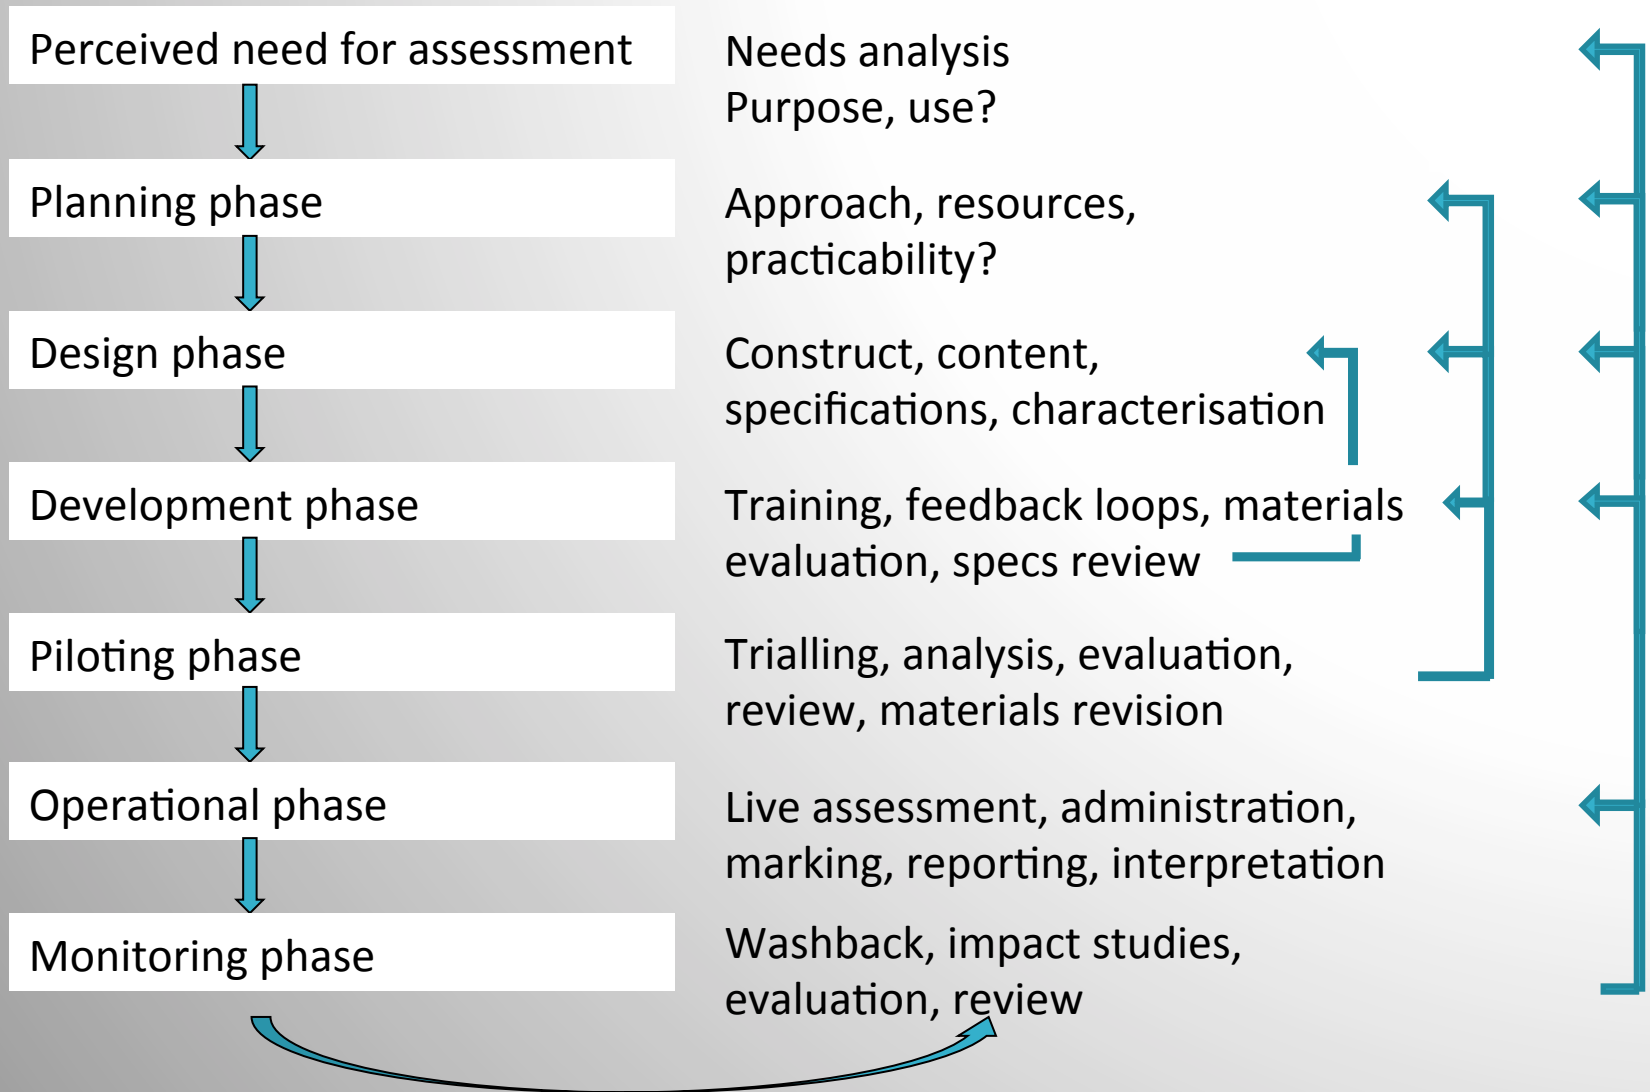 Perceived need for assessment
Needs analysis
Purpose, use?
Planning phase
Approach, resources,
practicability?
Design phase
Construct, content,
specifications, characterisation
Development phase
Training, feedback loops, materials
evaluation, specs review
Piloting phase
Trialling, analysis, evaluation,
review, materials revision
Operational phase
Live assessment, administration,
marking, reporting, interpretation
Monitoring phase
Washback, impact studies,
evaluation, review